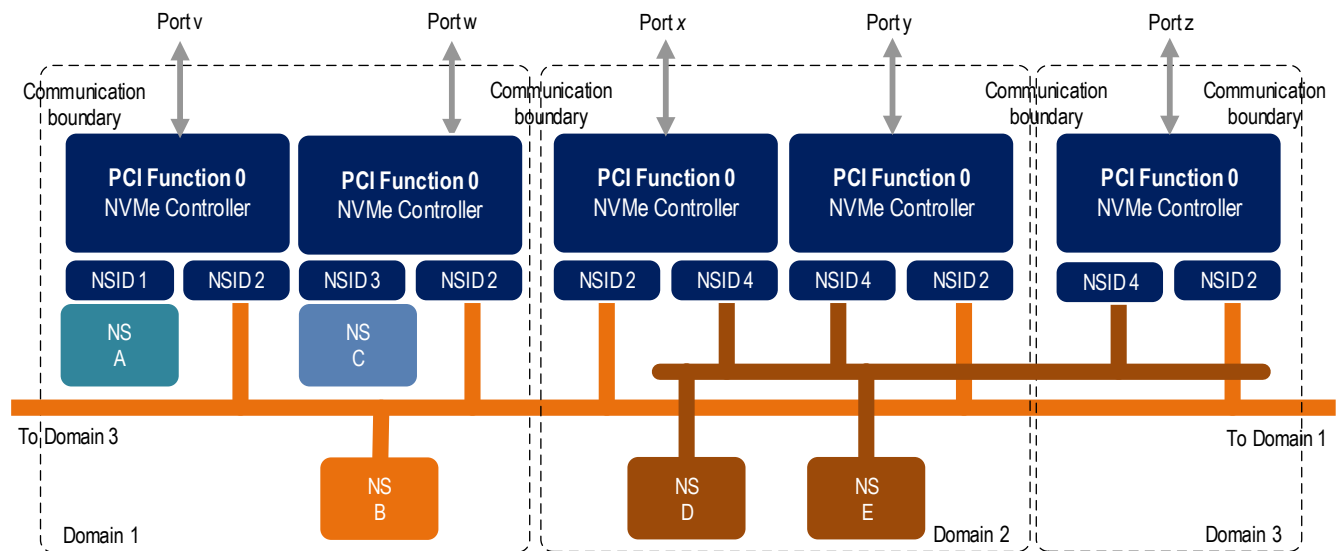 Port v
Port w
Port x
Port y
Port z
Communication
boundary
Communication
boundary
Communication
boundary
Communication
boundary
PCI Function 0
NVMe Controller
PCI Function 0
NVMe Controller
PCI Function 0
NVMe Controller
PCI Function 0
NVMe Controller
PCI Function 0
NVMe Controller
NSID 1
NSID 2
NSID 3
NSID 2
NSID 2
NSID 4
NSID 4
NSID 2
NSID 4
NSID 2
NS
A
NS
C
To Domain 3
To Domain 1
NS
B
NS
D
NS
E
Domain 1
Domain 2
Domain 3